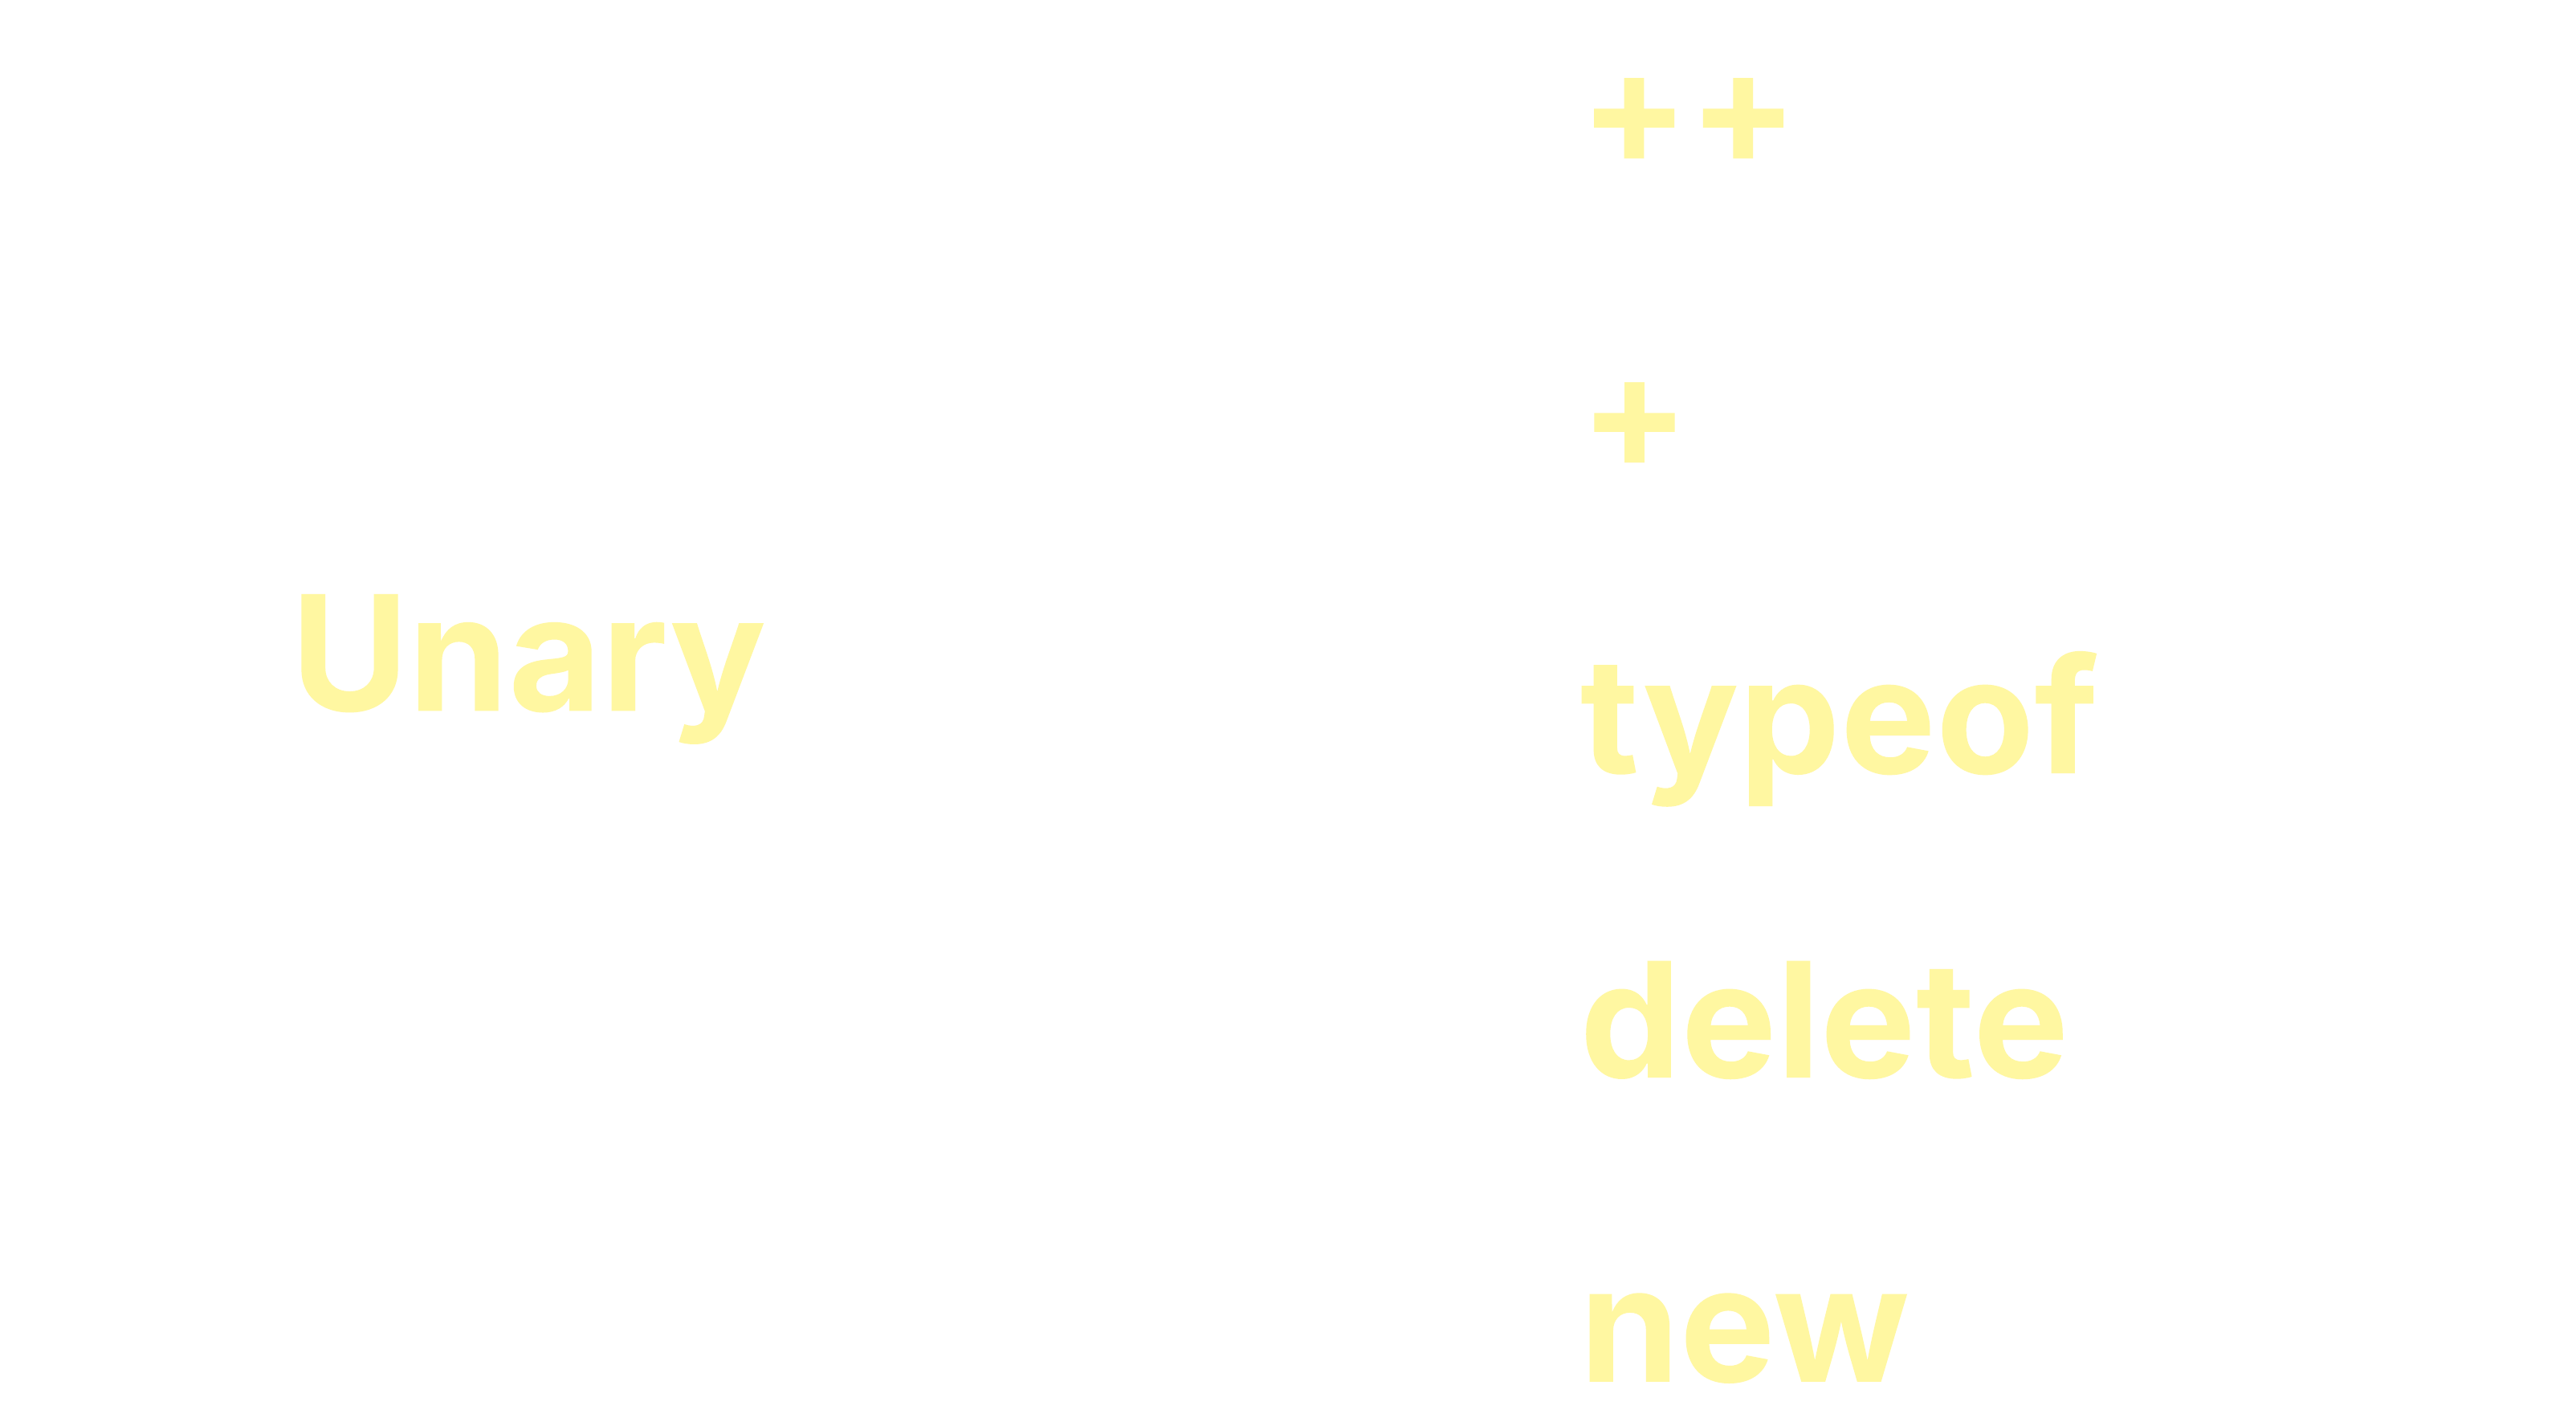 Unary
++
+
typeof
delete
new